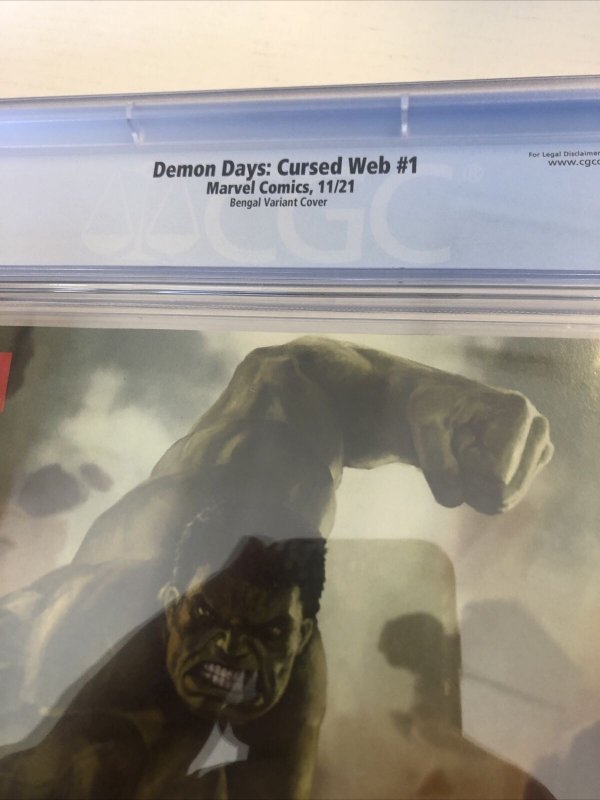 Demon Days: Cursed Web #1
Marvel Comics, 11/21
Bengal Variant Cover
For Legal Disclaimer
www.cgc
CGC®